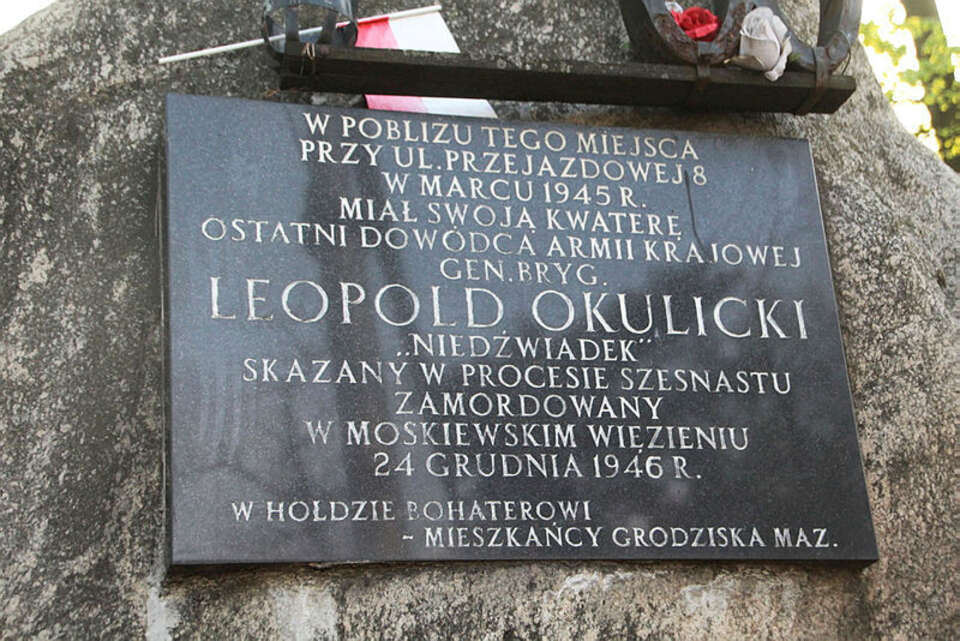 W POBLIŻU TEGO MIEJSCA
PRZY UL. PRZEJAZDOWEJ 8
W MARCU 1945 R.
MIAŁ SWOJĄ KWATERĘ
OSTATNI DOWÓDCA ARMII KRAJOWEJ
GEN. BRYG.
LEOPOLD OKULICKI
„NIEDŹWIADEK”
SKAZANY W PROCESIE SZESNASTU
ZAMORDOWANY
W MOSKIEWSKIM WIĘZIENIU
24 GRUDNIA 1946 R.
W HOŁDZIE BOHATEROWI
- MIESZKAŃCY GRODZISKA MAZ.